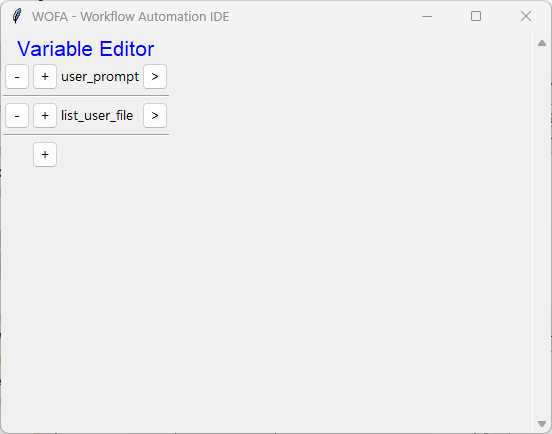 WOFA - Workflow Automation IDE
Variable Editor
- + user_prompt >
- + list_user_file >
+